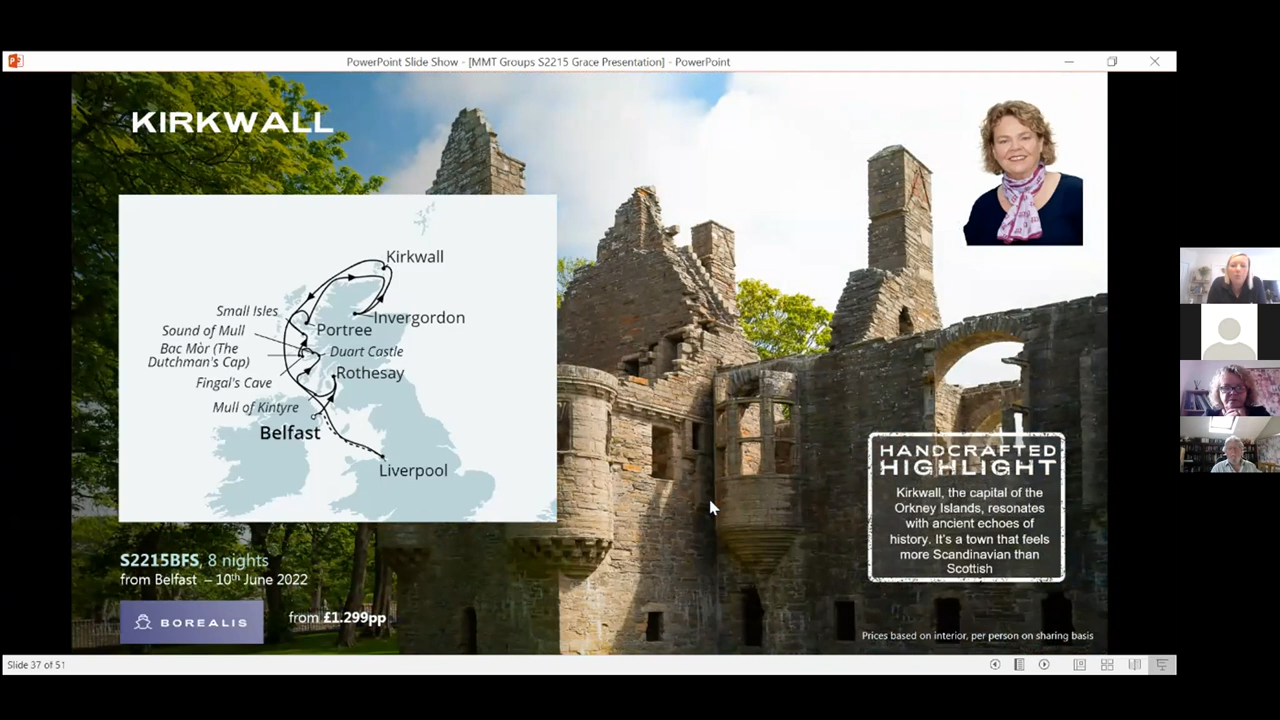 PowerPoint Slide Show - [MMT Groups S2215 Grace Presentation] - PowerPoint
KIRKWALL
Kirkwall
Small Isles
Invergordon
Portree
Sound of Mull
Bac Mòr (The
Dutchman's Cap)
Duart Castle
Rothesay
Fingal's Cave
Mull of Kintyre
Belfast
Liverpool
HANDCRAFTED
HIGHLIGHT
Kirkwall, the capital of the
Orkney Islands, resonates
with ancient echoes of
history. It's a town that feels
more Scandinavian than
Scottish
S2215BFS, 8 nights
from Belfast – 10th June 2022
BOREALIS
from £1.299pp
Prices based on interior, per person on sharing basis
Slide 37 of 51